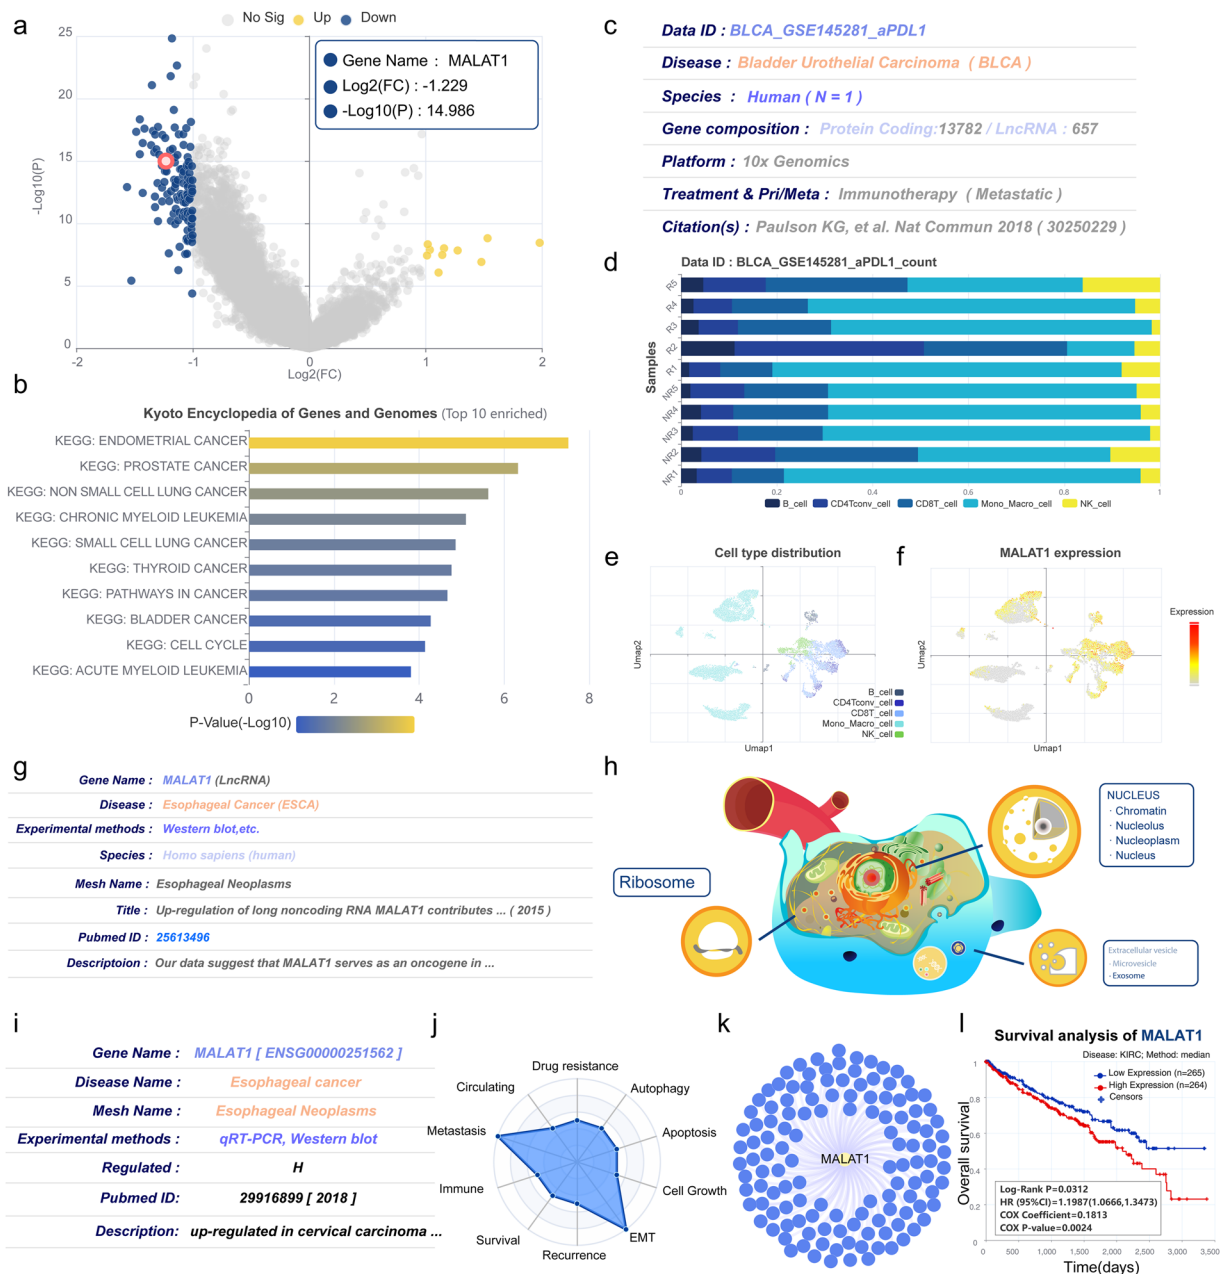 a
No Sig Up Down
25
20
15
10
5
0
-Log10(P)
-2 -1 0 1 2
Log2(FC)
Gene Name : MALAT1
Log2(FC) : -1.229
-Log10(P) : 14.986
b
Kyoto Encyclopedia of Genes and Genomes (Top 10 enriched)
KEGG: ENDOMETRIAL CANCER
KEGG: PROSTATE CANCER
KEGG: NON SMALL CELL LUNG CANCER
KEGG: CHRONIC MYELOID LEUKEMIA
KEGG: SMALL CELL LUNG CANCER
KEGG: THYROID CANCER
KEGG: PATHWAYS IN CANCER
KEGG: BLADDER CANCER
KEGG: CELL CYCLE
KEGG: ACUTE MYELOID LEUKEMIA
0 2 4 6 8
P-Value(-Log10)
c
Data ID : BLCA_GSE145281_aPDL1
Disease : Bladder Urothelial Carcinoma ( BLCA )
Species : Human ( N = 1 )
Gene composition : Protein Coding:13782 / LncRNA : 657
Platform : 10x Genomics
Treatment & Pri/Meta : Immunotherapy ( Metastatic )
Citation(s) : Paulson KG, et al. Nat Commun 2018 ( 30250229 )
d
Data ID : BLCA_GSE145281_aPDL1_count
Samples
R5
R4
R3
R2
R1
NR5
NR4
NR3
NR2
NR1
0 0.2 0.4 0.6 0.8 1
B_cell CD4Tconv_cell CD8T_cell Mono_Macro_cell NK_cell
e
Cell type distribution
Umap2
Umap1
B_cell
CD4Tconv_cell
CD8T_cell
Mono_Macro_cell
NK_cell
f
MALAT1 expression
Umap2
Umap1
Expression
g
Gene Name : MALAT1 (LncRNA)
Disease : Esophageal Cancer (ESCA)
Experimental methods : Western blot,etc.
Species : Homo sapiens (human)
Mesh Name : Esophageal Neoplasms
Title : Up-regulation of long noncoding RNA MALAT1 contributes ... ( 2015 )
Pubmed ID : 25613496
Descriptoion : Our data suggest that MALAT1 serves as an oncogene in ...
h
Ribosome
NUCLEUS
· Chromatin
· Nucleolus
· Nucleoplasm
· Nucleus
Extracellular vesicle
· Microvesicle
· Exosome
i
Gene Name : MALAT1 [ ENSG00000251562 ]
Disease Name : Esophageal cancer
Mesh Name : Esophageal Neoplasms
Experimental methods : qRT-PCR, Western blot
Regulated : H
Pubmed ID: 29916899 [ 2018 ]
Description: up-regulated in cervical carcinoma ...
j
Drug resistance
Autophagy
Apoptosis
Cell Growth
EMT
Recurrence
Survival
Immune
Metastasis
Circulating
k
MALAT1
l
Survival analysis of MALAT1
Disease: KIRC; Method: median
Low Expression (n=265)
High Expression (n=264)
Censors
Overall survival
1
0.8
0.6
0.4
0.2
0
Log-Rank P=0.0312
HR (95%CI)=1.1987(1.0666,1.3473)
COX Coefficient=0.1813
COX P-value=0.0024
0 500 1,000 1,500 2,000 2,500 3,000 3,500
Time(days)